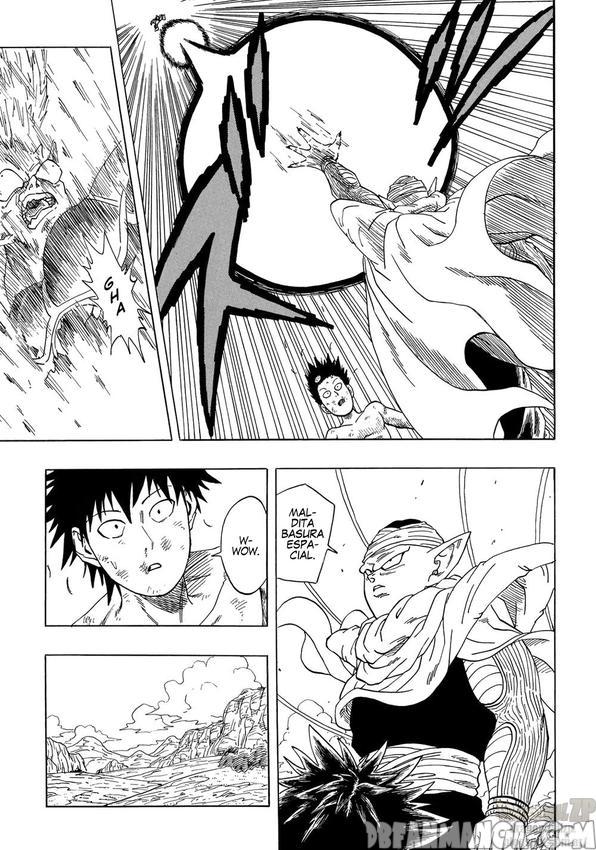 GHA
MAL-
DITA
BASURA
ESPA-
CIAL.
W-
WOW.
DBFANMANGAS.COM